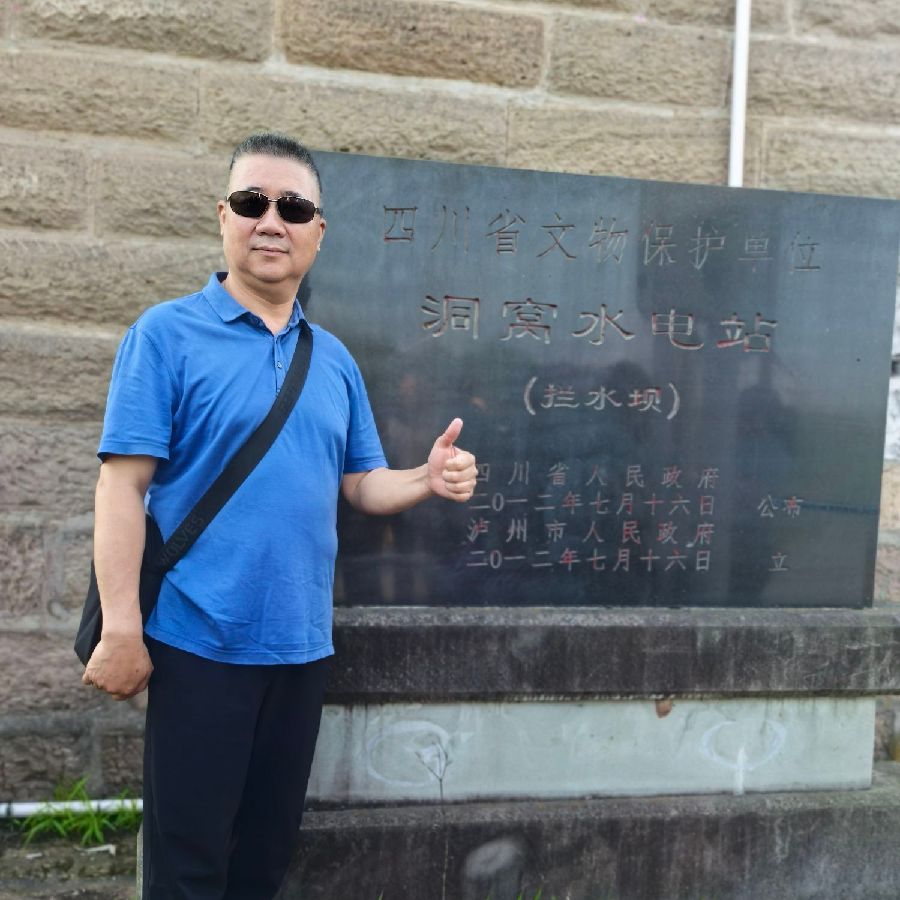 四川省文物保护单位
洞窝水电站
(拦水坝)
四川省人民政府
二〇一二年七月十六日 公布
泸州市人民政府
二〇一二年七月十六日 立
WOLVES